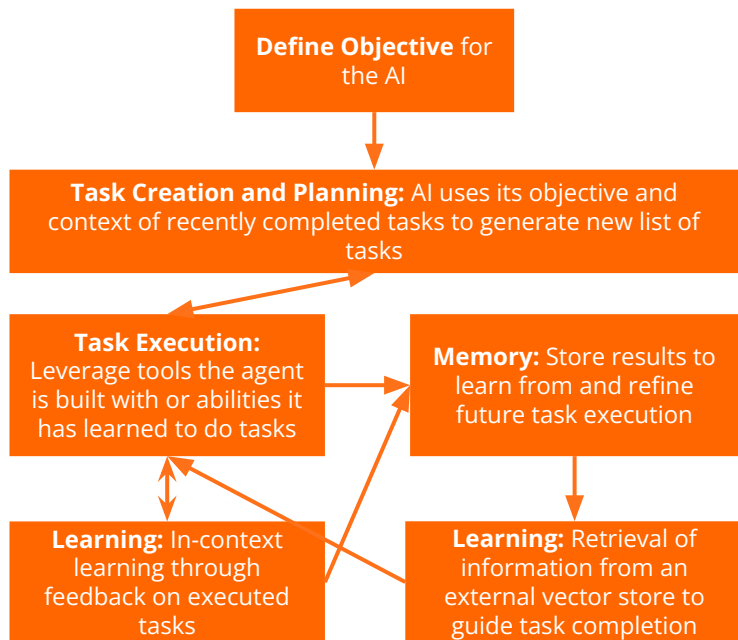 Define Objective for
the AI
Task Creation and Planning: AI uses its objective and
context of recently completed tasks to generate new list of
tasks
Task Execution:
Leverage tools the agent
is built with or abilities it
has learned to do tasks
Memory: Store results to
learn from and refine
future task execution
Learning: In-context
learning through
feedback on executed
tasks
Learning: Retrieval of
information from an
external vector store to
guide task completion